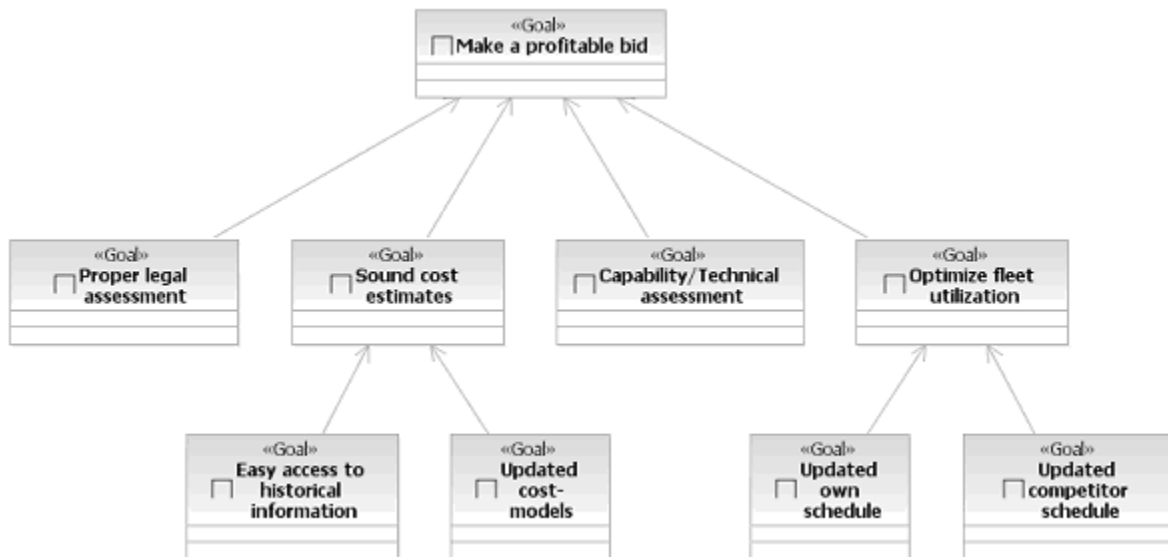 «Goal»
Make a profitable bid
«Goal»
Proper legal
assessment
«Goal»
Sound cost
estimates
«Goal»
Capability/Technical
assessment
«Goal»
Optimize fleet
utilization
«Goal»
Easy access to
historical
information
«Goal»
Updated
cost-
models
«Goal»
Updated
own
schedule
«Goal»
Updated
competitor
schedule